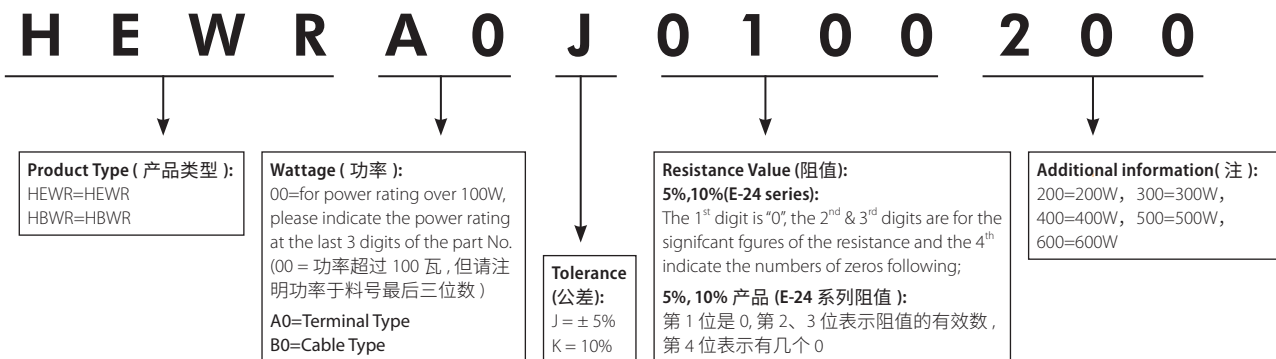 H E W R A 0 J 0 1 0 0 2 0 0
Product Type ( 产品类型 ):
HEWR=HEWR
HBWR=HBWR
Wattage ( 功率 ):
00=for power rating over 100W,
please indicate the power rating
at the last 3 digits of the part No.
(00 = 功率超过 100 瓦 , 但请注
明功率于料号最后三位数 )
A0=Terminal Type
B0=Cable Type
Tolerance
(公差):
J = ± 5%
K = 10%
Resistance Value (阻值):
5%,10%(E-24 series):
The 1st digit is “0”, the 2nd & 3rd digits are for the
signifcant fgures of the resistance and the 4th
indicate the numbers of zeros following;
5%, 10% 产品 (E-24 系列阻值 ):
第 1 位是 0, 第 2、3 位表示阻值的有效数 ,
第 4 位表示有几个 0
Additional information( 注 ):
200=200W，300=300W，
400=400W，500=500W，
600=600W